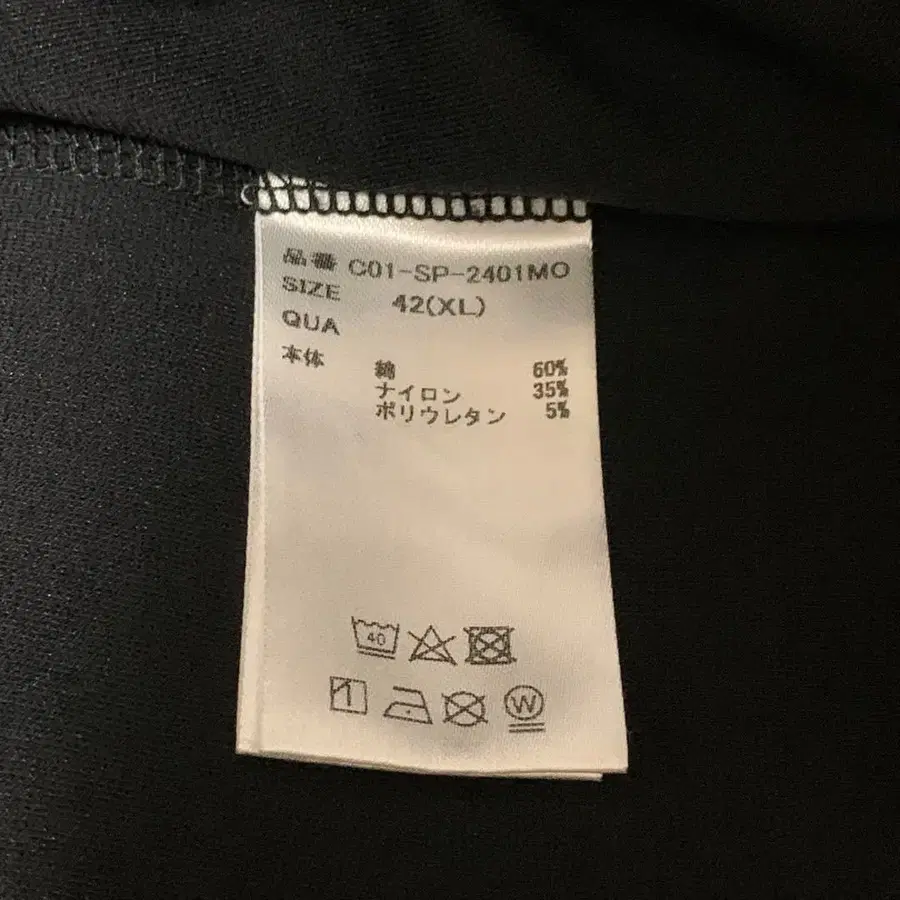 品番 C01-SP-2401MO
SIZE 42(XL)
QUA
本体 綿 60%
ナイロン 35%
ポリウレタン 5%
40
W